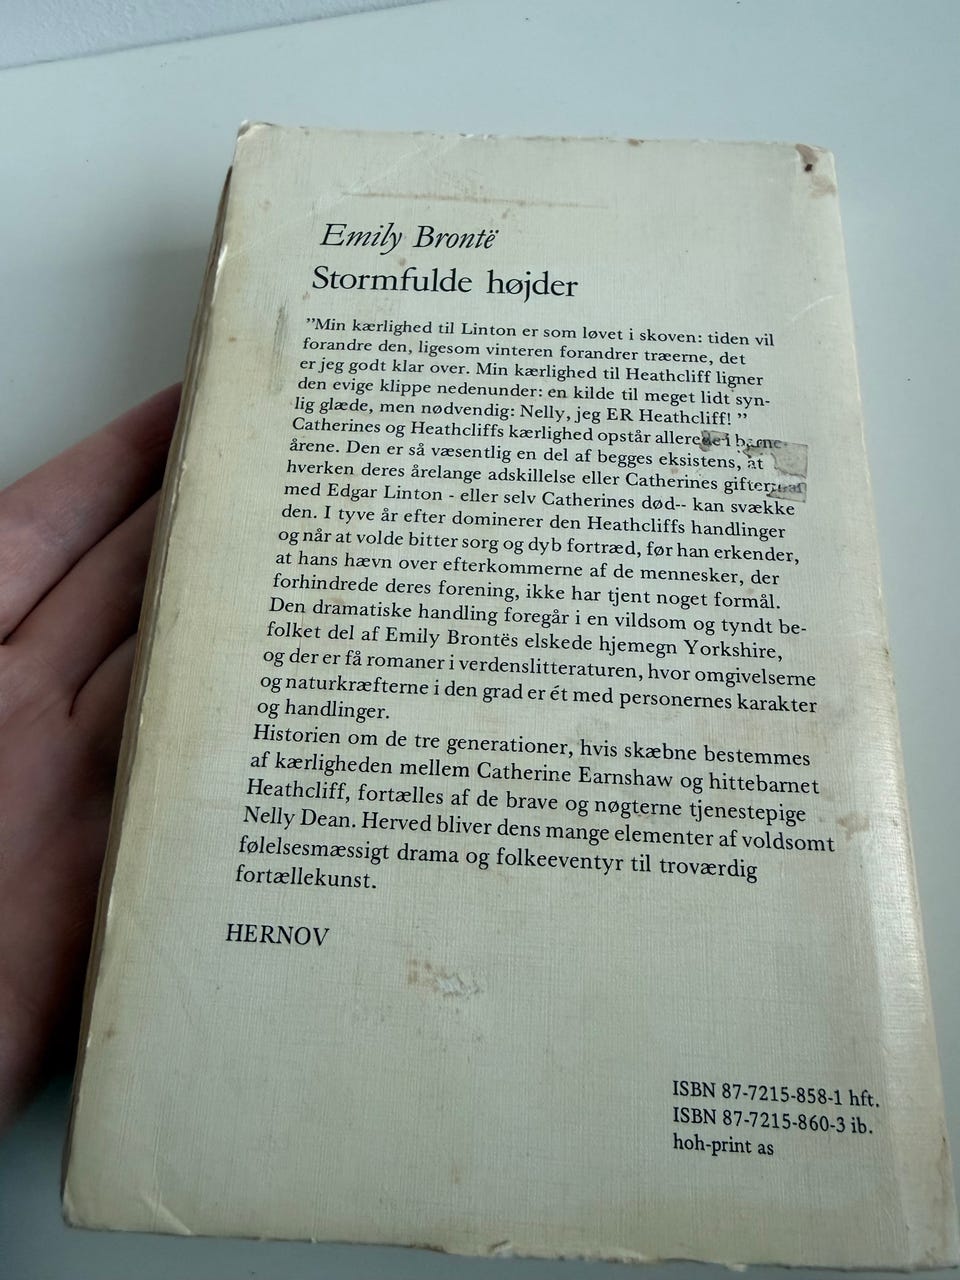 Emily Brontë
Stormfulde højder
”Min kærlighed til Linton er som løvet i skoven: tiden vil
forandre den, ligesom vinteren forandrer træerne, det
er jeg godt klar over. Min kærlighed til Heathcliff ligner
den evige klippe nedenunder: en kilde til meget lidt syn-
lig glæde, men nødvendig: Nelly, jeg ER Heathcliff! ”
Catherines og Heathcliffs kærlighed opstår allerede i barne-
årene. Den er så væsentlig en del af begges eksistens, at
hverken deres årelange adskillelse eller Catherines
med Edgar Linton - eller selv Catherines død-- kan svække
den. I tyve år efter dominerer den Heathcliffs handlinger
og når at volde bitter sorg og dyb fortræd, før han erkender,
at hans hævn over efterkommerne af de mennesker, der
forhindrede deres forening, ikke har tjent noget formål.
Den dramatiske handling foregår i en vildsom og tyndt be-
folket del af Emily Brontës elskede hjemegn Yorkshire,
og der er få romaner i verdenslitteraturen, hvor omgivelserne
og naturkræfterne i den grad er ét med personernes karakter
og handlinger.
Historien om de tre generationer, hvis skæbne bestemmes
af kærligheden mellem Catherine Earnshaw og hittebarnet
Heathcliff, fortælles af de brave og nøgterne tjenestepige
Nelly Dean. Herved bliver dens mange elementer af voldsomt
følelsesmæssigt drama og folkeeventyr til troværdig
fortællekunst.
HERNOV
ISBN 87-7215-858-1 hft.
ISBN 87-7215-860-3 ib.
hoh-print as